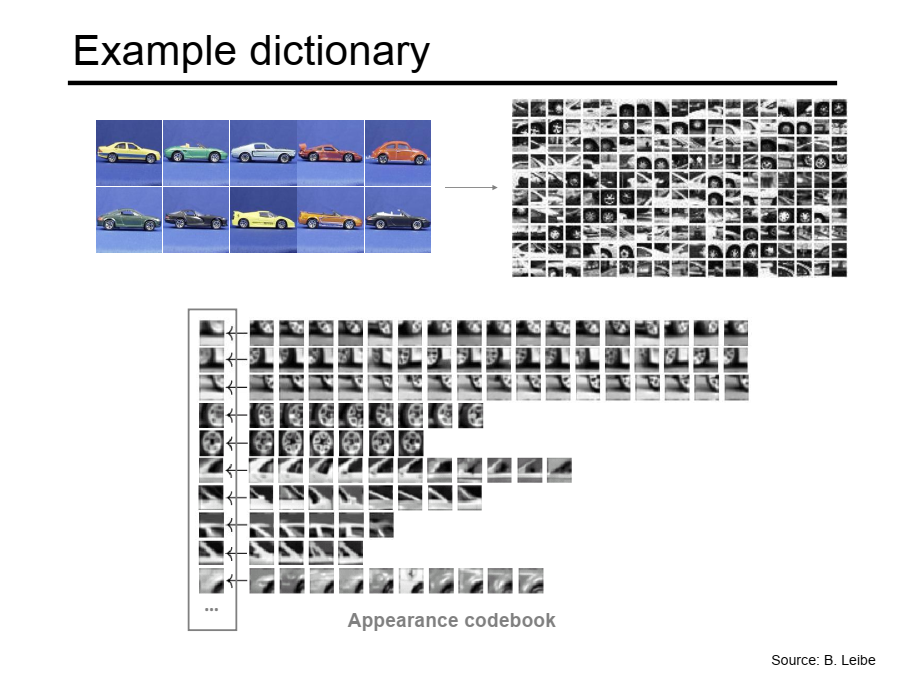 Example dictionary
...
Appearance codebook
Source: B. Leibe